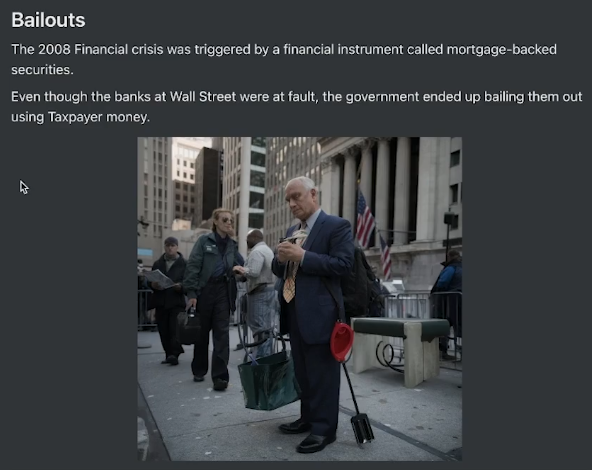 Bailouts
The 2008 Financial crisis was triggered by a financial instrument called mortgage-backed
securities.
Even though the banks at Wall Street were at fault, the government ended up bailing them out
using Taxpayer money.